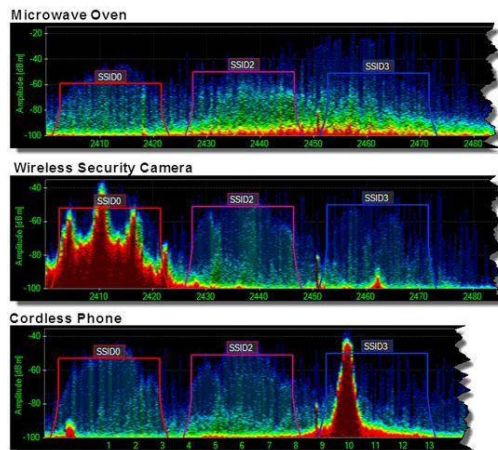 Microwave Oven
Amplitude [dBm]
-20
-40
-60
-80
-100
SSID0
SSID2
SSID3
2410
2420
2430
2440
2450
2460
2470
2480
Wireless Security Camera
Amplitude [dBm]
-40
-60
-80
-100
SSID0
SSID2
SSID3
2410
2420
2430
2440
2450
2460
2470
2480
Cordless Phone
Amplitude [dBm]
-40
-60
-80
-100
SSID0
SSID2
SSID3
1 2 3 4 5 6 7 8 9 10 11 12 13